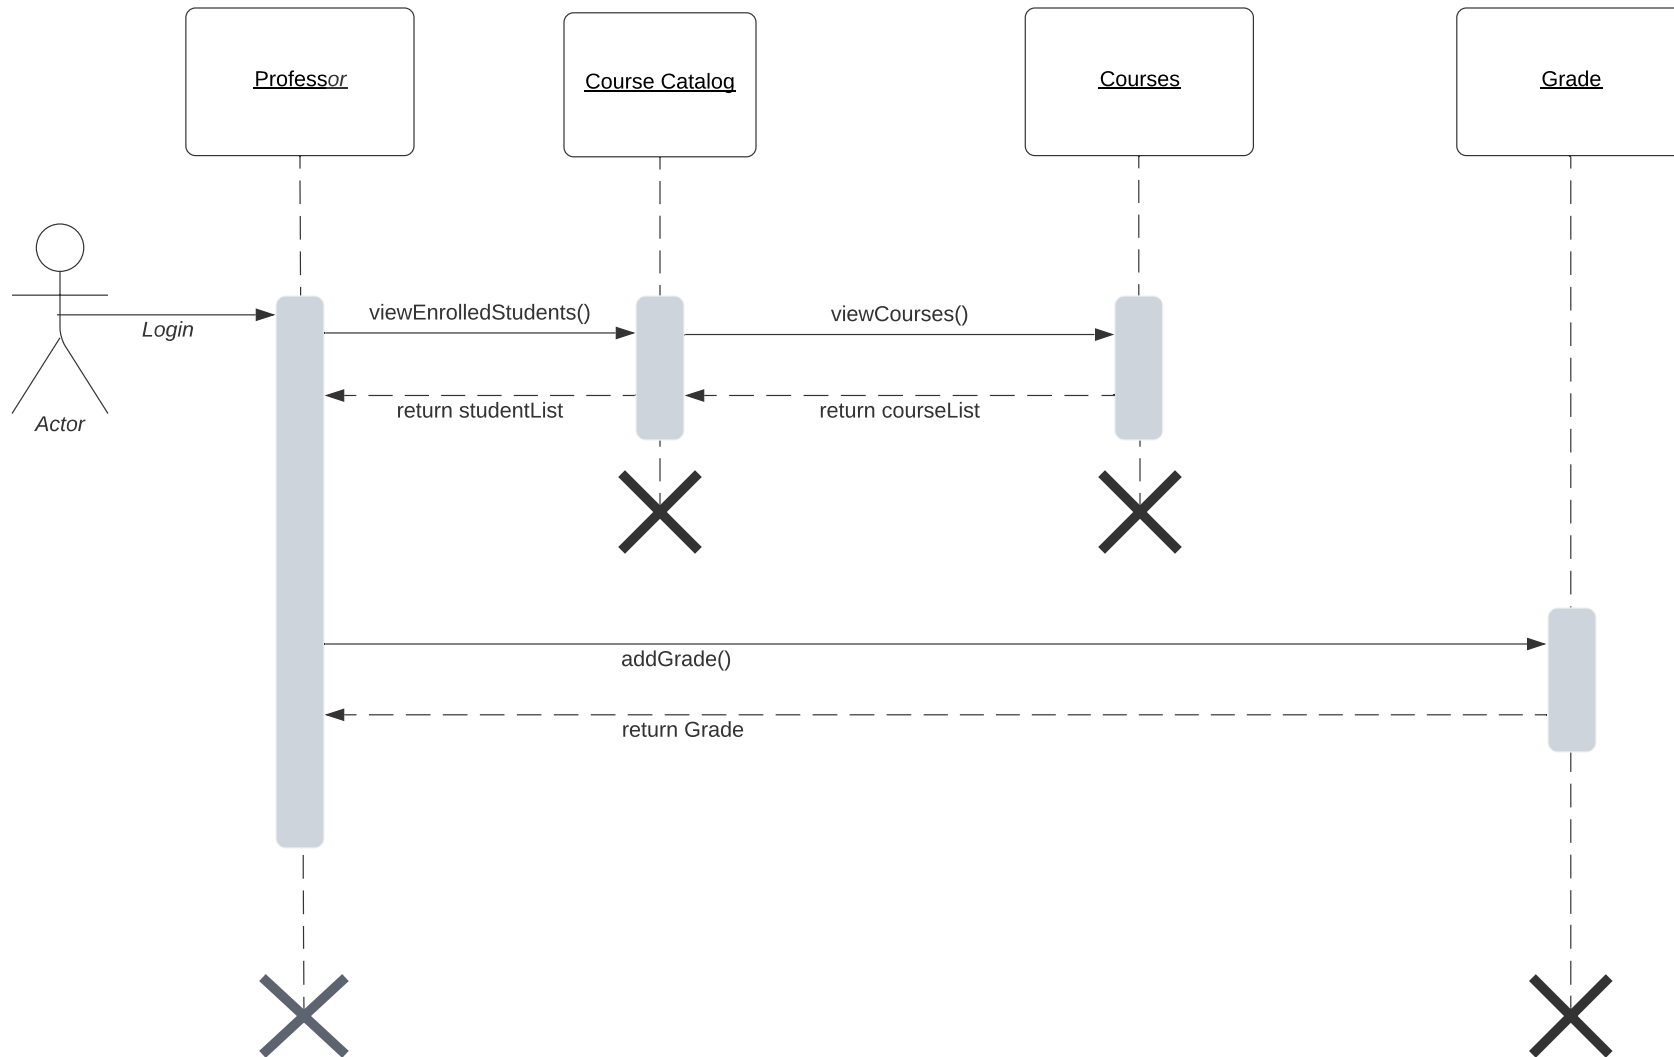 Professor
Course Catalog
Courses
Grade
viewEnrolledStudents()
viewCourses()
Login
return studentList
return courseList
Actor
addGrade()
return Grade